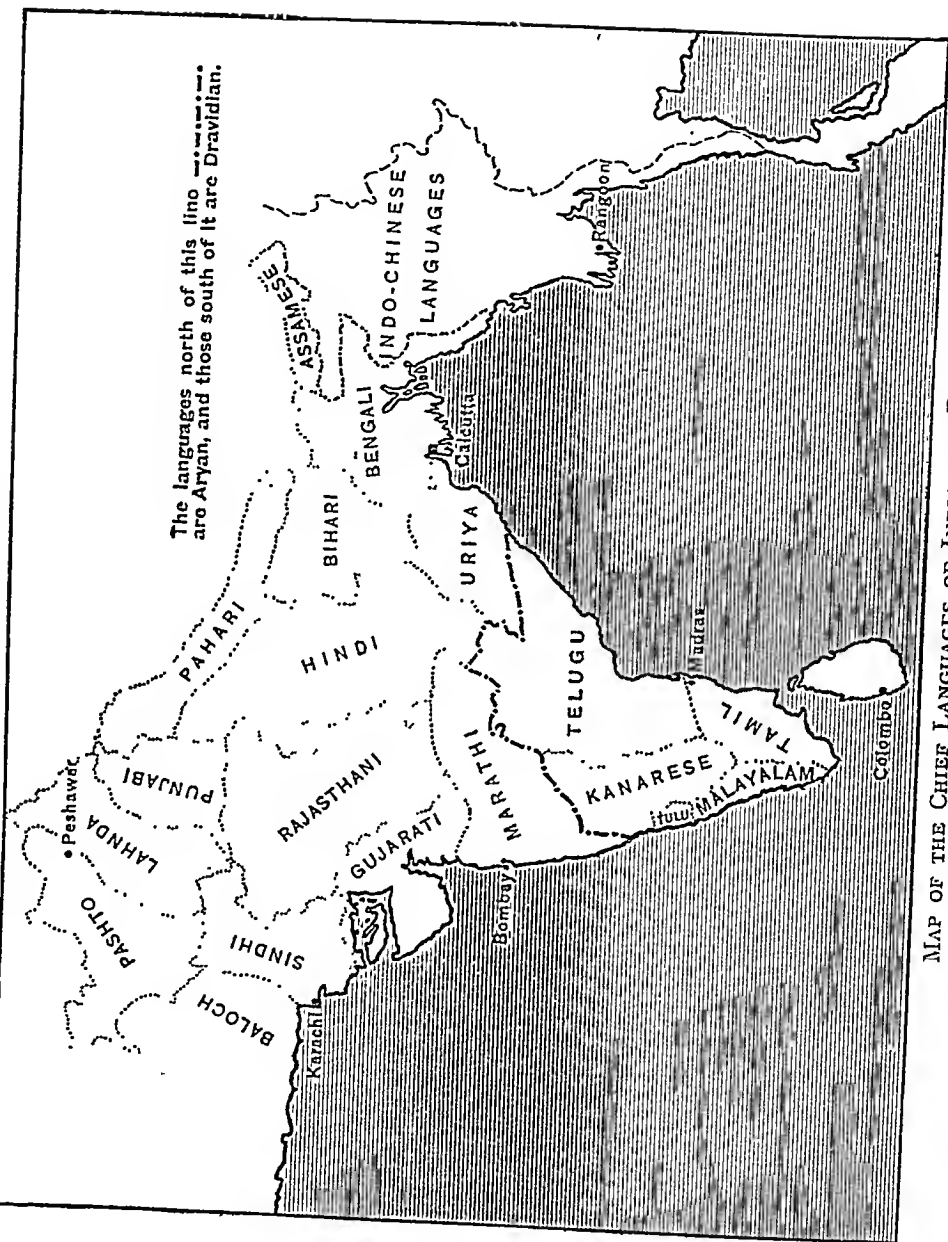 The languages north of this line
are Aryan, and those south of it are Dravidian.
Peshawar
PASHTO
LAHNDA
PUNJABI
PAHARI
BALOCH
SINDHI
Karachi
RAJASTHANI
GUJARATI
HINDI
BIHARI
BENGALI
ASSAMESE
INDO-CHINESE
LANGUAGES
Rangoon
Calcutta
URIYA
MARATHI
Bombay
TELUGU
KANARESE
TULU
MALAYALAM
TAMIL
Madras
Colombo
MAP OF THE CHIEF LANGUAGES OF